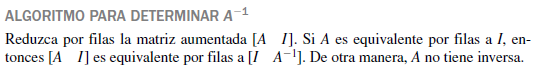 ALGORITMO PARA DETERMINAR A⁻¹
Reduzca por filas la matriz aumentada [A  I]. Si A es equivalente por filas a I, en-
tonces [A  I] es equivalente por filas a [I  A⁻¹]. De otra manera, A no tiene inversa.